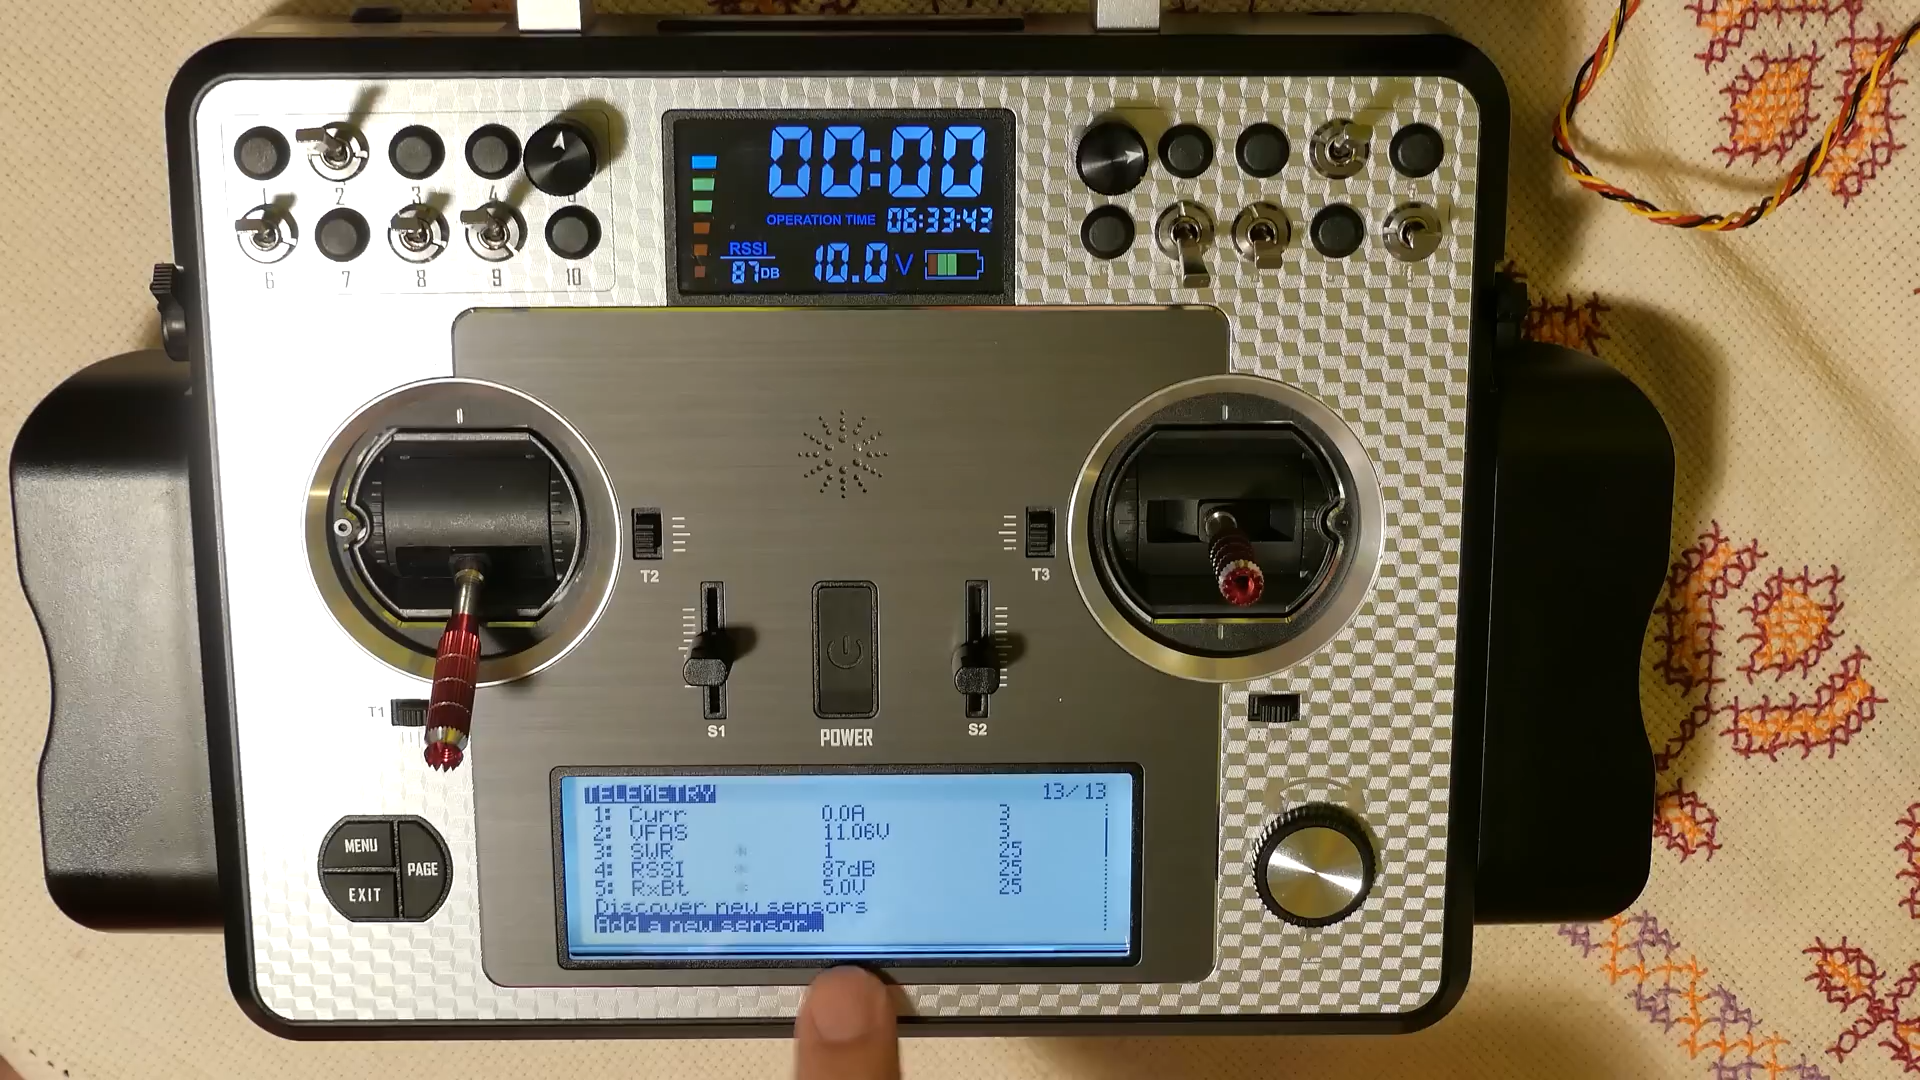 00:00
OPERATION TIME 06:33:43
RSSI
87DB 10.0 V
1 2 3 4
6 7 8 9 10
T2
T3
T1
S1
POWER
S2
MENU
EXIT
PAGE
TELEMETRY 13/13
1: Curr 0.0A 3
2: VFAS 11.06V 3
3: SWR * 1 25
4: RSSI * 87dB 25
5: RxBt * 5.0V 25
Discover new sensors
Add a new sensor...